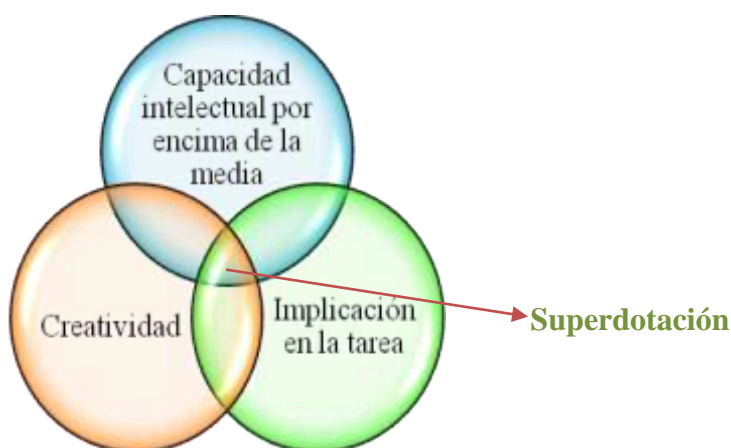 Capacidad
intelectual por
encima de la
media
Creatividad
Implicación
en la tarea
Superdotación